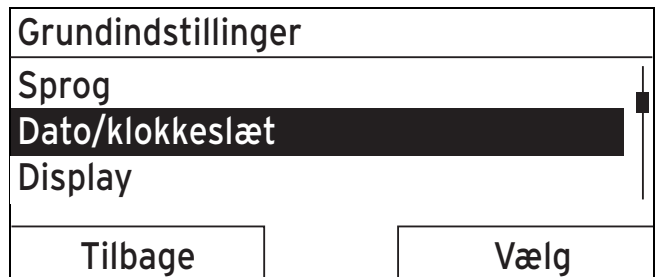 Grundindstillinger
Sprog
Dato/klokkeslæt
Display
Tilbage
Vælg